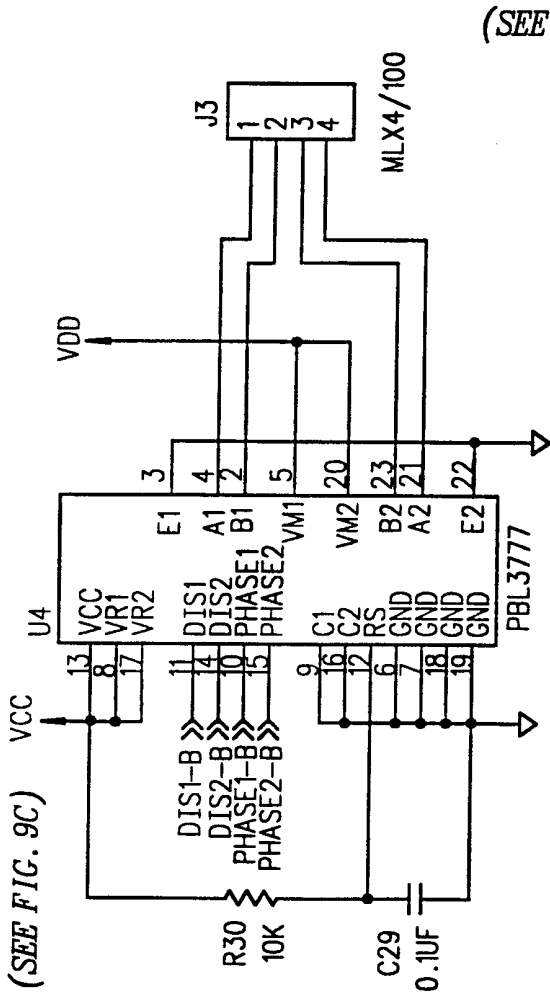 (SEE FIG. 9C)
(SEE
VCC
VDD
U4
J3
13 VCC
8 VR1
17 VR2
DIS1-B 11 DIS1
DIS2-B 14 DIS2
PHASE1-B 10 PHASE1
PHASE2-B 15 PHASE2
9 C1
16 C2
12 RS
6 GND
7 GND
18 GND
19 GND
E1 3
A1 4
B1 2
VM1 5
VM2 20
B2 23
A2 21
E2 22
PBL3777
1
2
3
4
MLX4/100
R30
10K
C29
0.1UF